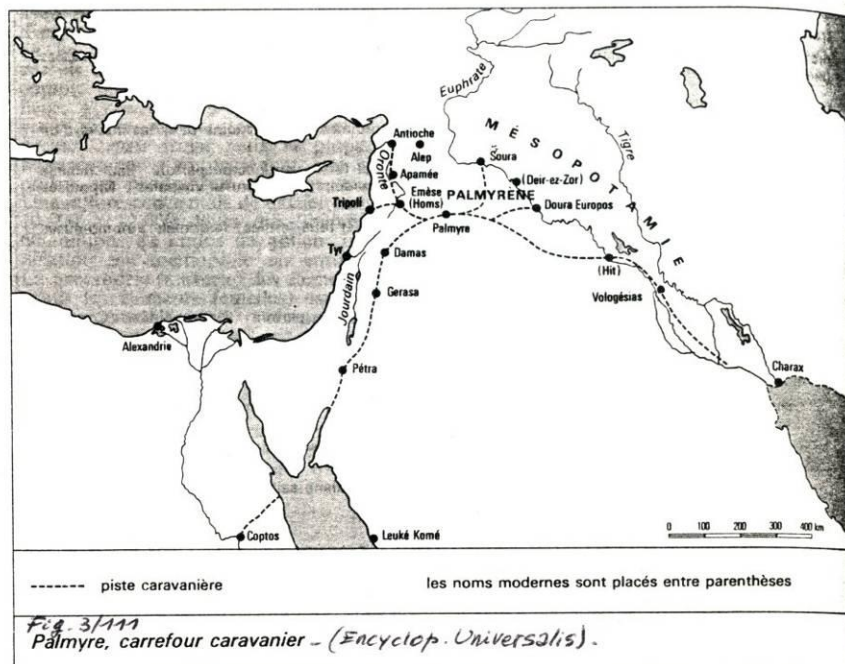 Euphrate
MÉSOPOTAMIE
Tigre
Antioche
Alep
Oronte
Apamée
Soura
(Deir-ez-Zor)
Emèse
(Homs)
PALMYRÈNE
Tripoli
Doura Europos
Palmyre
Tyr
Damas
(Hit)
Jourdain
Gerasa
Vologésias
Alexandrie
Pétra
Charax
0 100 200 300 400 km
Coptos
Leuké Komé
piste caravanière
les noms modernes sont placés entre parenthèses
Fig. 3/111
Palmyre, carrefour caravanier - (Encyclop. Universalis).